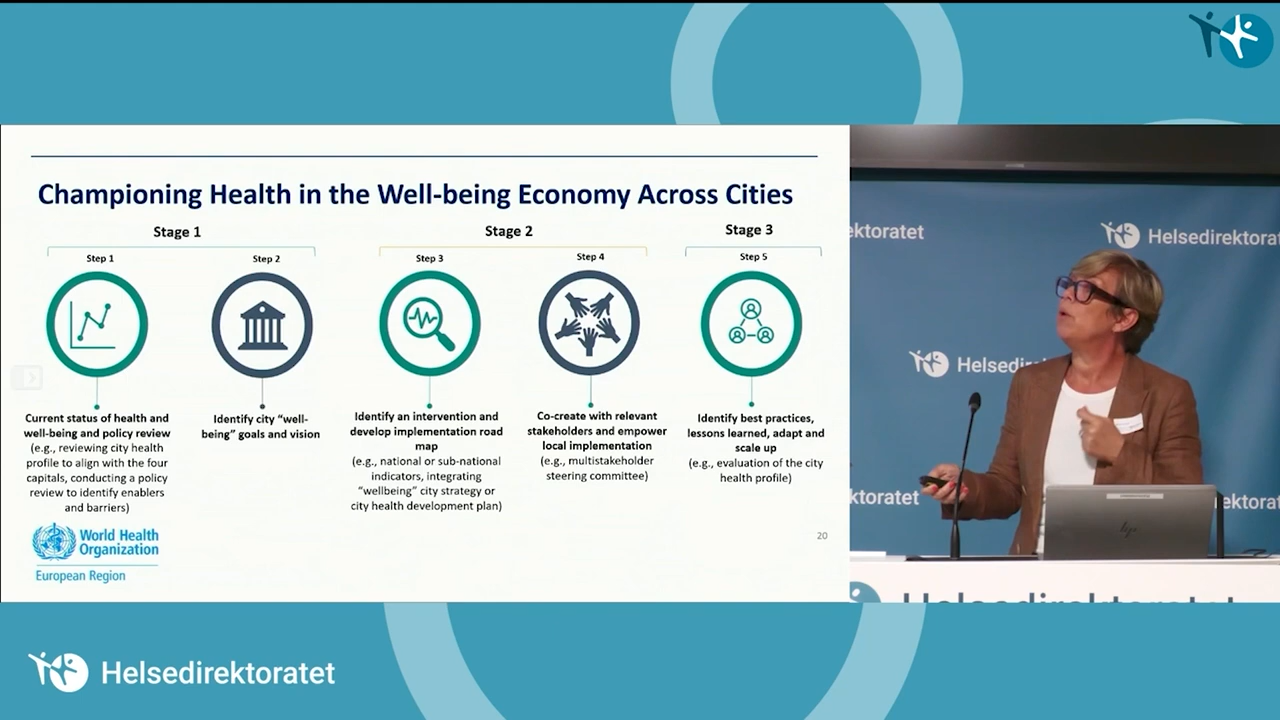 Championing Health in the Well-being Economy Across Cities
Stage 1
Stage 2
Stage 3
Step 1
Step 2
Step 3
Step 4
Step 5
Current status of health and
well-being and policy review
(e.g., reviewing city health
profile to align with the four
capitals, conducting a policy
review to identify enablers
and barriers)
Identify city “well-
being” goals and vision
Identify an intervention and
develop implementation road
map
(e.g., national or sub-national
indicators, integrating
“wellbeing” city strategy or
city health development plan)
Co-create with relevant
stakeholders and empower
local implementation
(e.g., multistakeholder
steering committee)
Identify best practices,
lessons learned, adapt and
scale up
(e.g., evaluation of the city
health profile)
World Health
Organization
European Region
20
ektoratet
Helsedirektorat
Helsedir
ektoratet
ektorat
hp
Helsedirektoratet
Helsedirektoratet